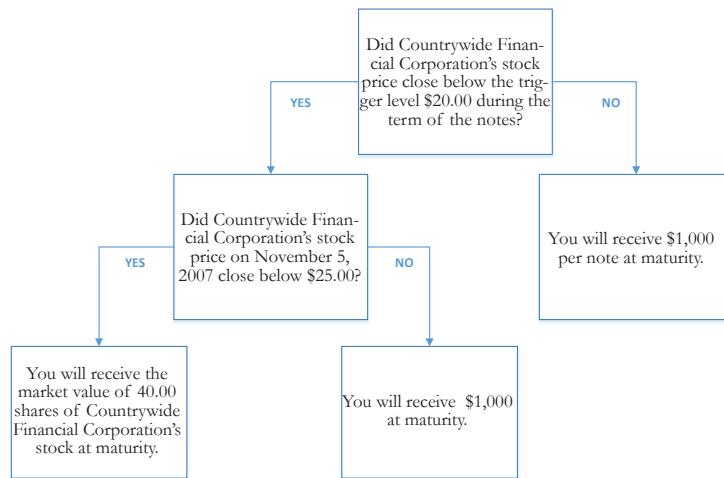 Did Countrywide Finan-
cial Corporation's stock
price close below the trig-
ger level $20.00 during the
term of the notes?
YES
NO
Did Countrywide Finan-
cial Corporation's stock
price on November 5,
2007 close below $25.00?
You will receive $1,000
per note at maturity.
YES
NO
You will receive the
market value of 40.00
shares of Countrywide
Financial Corporation's
stock at maturity.
You will receive $1,000
at maturity.